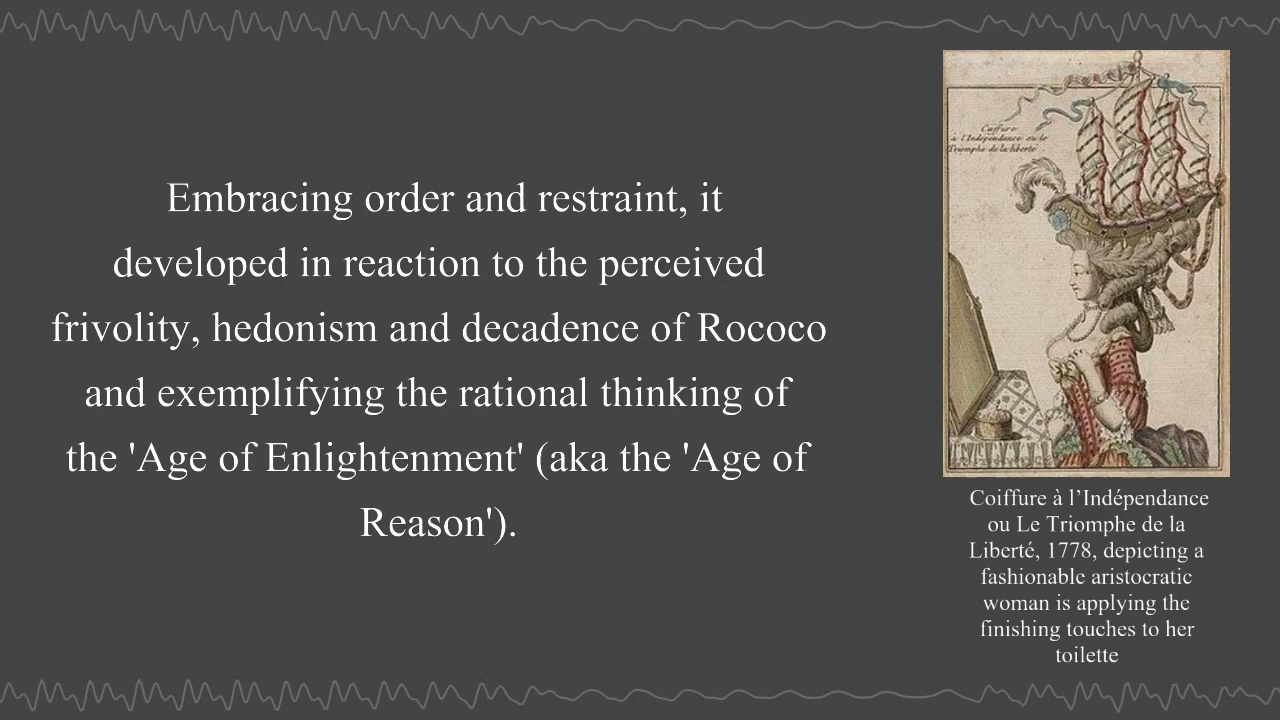 Embracing order and restraint, it
developed in reaction to the perceived
frivolity, hedonism and decadence of Rococo
and exemplifying the rational thinking of
the 'Age of Enlightenment' (aka the 'Age of
Reason').
Coiffure
à l'Indépendance ou le
Triomphe de la liberté.
Coiffure à l’Indépendance
ou Le Triomphe de la
Liberté, 1778, depicting a
fashionable aristocratic
woman is applying the
finishing touches to her
toilette